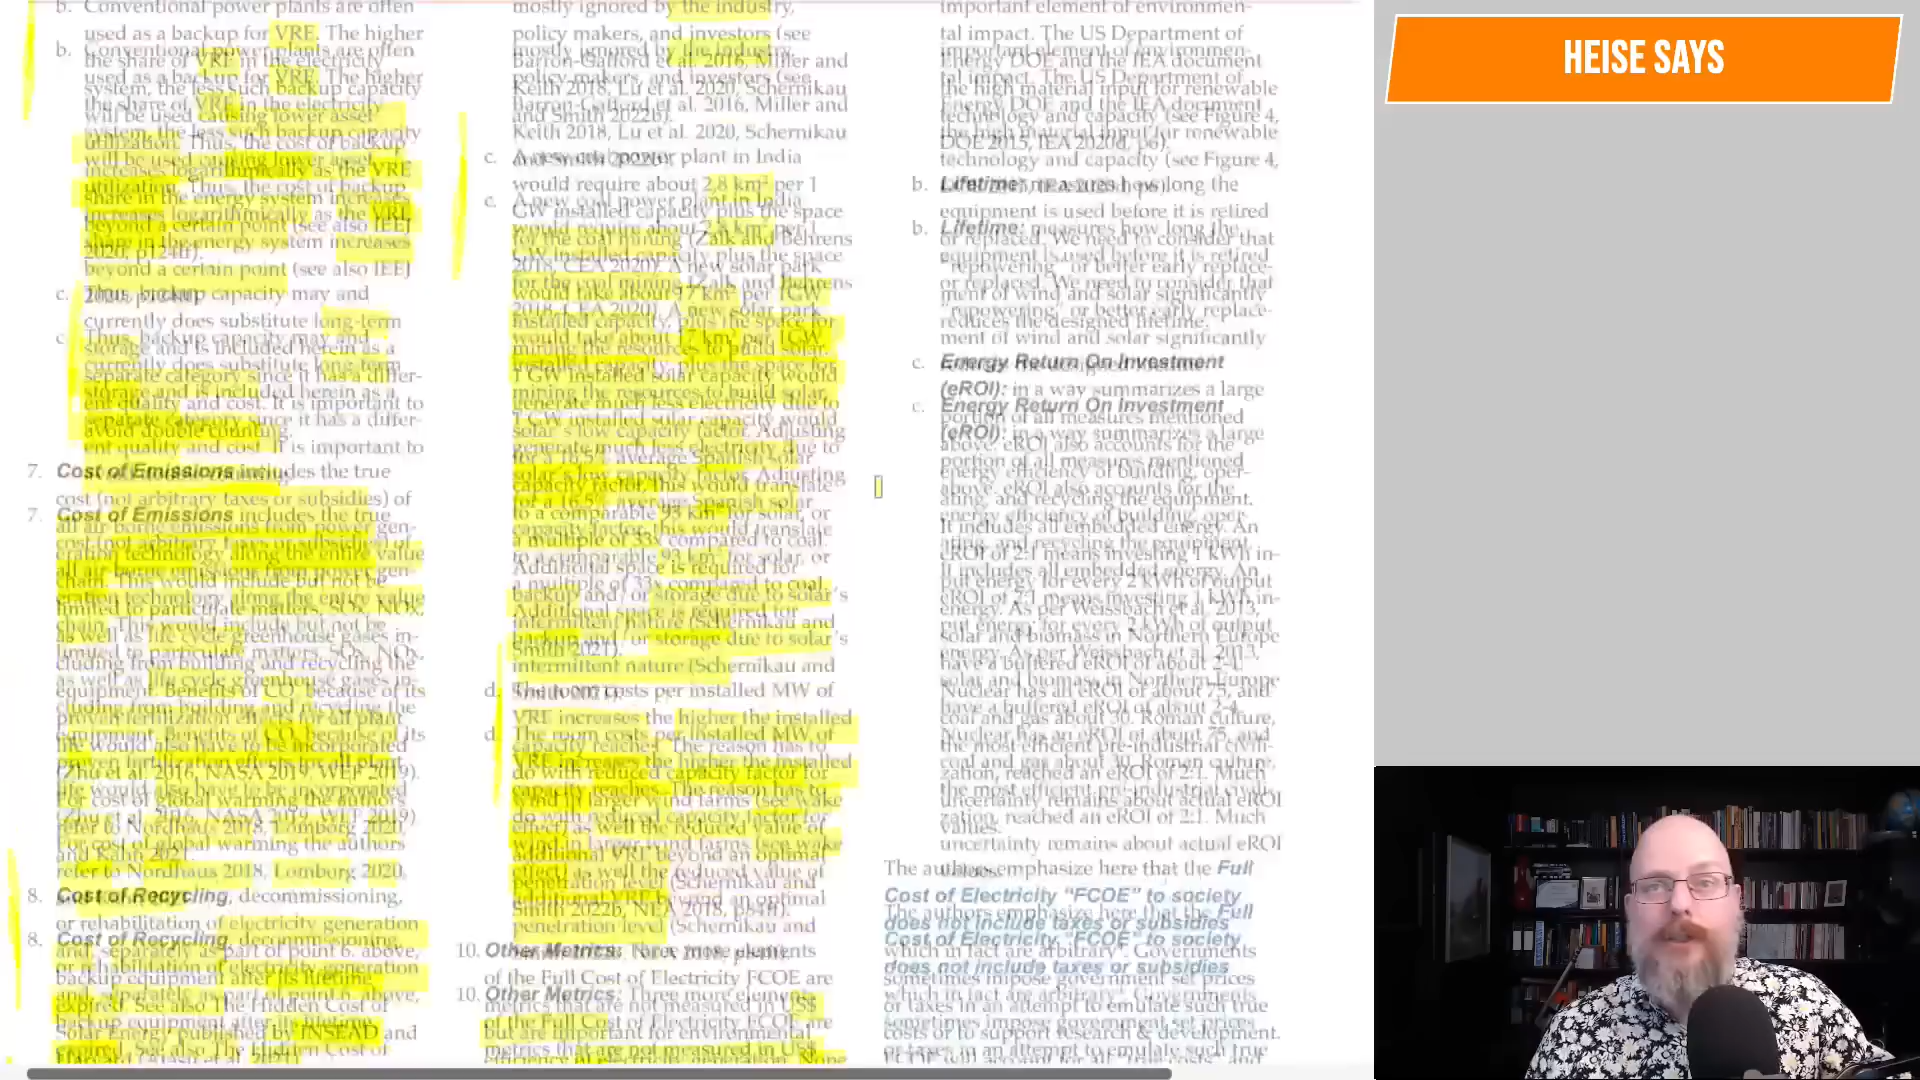 HEISE SAYS
b. Conventional power plants are often
used as a backup for VRE. The higher
the share of VRE in the electricity
system, the less such backup capacity
will be used causing lower asset
utilization. Thus, the cost of backup
increases logarithmically as the VRE
share in the energy system increases
beyond a certain point (see also IEEJ
c. Thus, backup capacity may and
currently does substitute long-term
storage and is included herein as a
separate category since it has a differ-
ent quality and cost. It is important to
avoid double counting.
7. Cost of Emissions includes the true
cost (not arbitrary taxes or subsidies) of
all air-borne emissions from power gen-
eration technology along the entire value
chain. This would include but not be
limited to particulate matters, SOx, NOx,
as well as life cycle greenhouse gases in-
cluding from building and recycling the
equipment. Benefits of CO₂ because of its
proven fertilization effects for all plant
life would also have to be incorporated
(Zhu et al. 2016, NASA 2019, WEF 2019).
For cost of global warming the authors
refer to Nordhaus 2018, Lomborg 2020,
and Kahn 2021.
8. Cost of Recycling, decommissioning,
or rehabilitation of electricity generation
and, separately as part of point 6. above,
backup equipment after its lifetime
expired. See also The Hidden Cost of
Solar Energy published by INSEAD and
mostly ignored by the industry,
policy makers, and investors (see
Barron-Gafford et al. 2016, Miller and
Keith 2018, Lu et al. 2020, Schernikau
and Smith 2022b).
c. A new coal power plant in India
would require about 2,8 km² per 1
GW installed capacity plus the space
for the coal mining (Zalk and Behrens
2018, CEA 2020). A new solar park
would take about 17 km² per 1GW
installed capacity, plus the space for
mining the resources to build solar.
1 GW installed solar capacity would
generate much less electricity due to
solar's low capacity factor. Adjusting
for a 16.5% average Spanish solar
capacity factor, this would translate
to a comparable 93 km² for solar, or
a multiple of 33x compared to coal.
Additional space is required for
backup and/or storage due to solar's
intermittent nature (Schernikau and
Smith 2021).
d. The room costs per installed MW of
VRE increases the higher the installed
capacity reaches. The reason has to
do with reduced capacity factor for
wind in larger wind farms (see wake
effect) as well the reduced value of
additional VRE beyond an optimal
penetration level (Schernikau and
Smith 2022b, NEA 2018, p84ff).
10. Other Metrics: Three more elements
of the Full Cost of Electricity FCOE are
metrics that are not measured in US$
but are important for environmental
important element of environmen-
tal impact. The US Department of
Energy DOE and the IEA document
the high material input for renewable
technology and capacity (see Figure 4,
DOE 2015, IEA 2020d, p6).
b. Lifetime: measures how long the
equipment is used before it is retired
or replaced. We need to consider that
"repowering" or better early replace-
ment of wind and solar significantly
reduces the designed lifetime.
c. Energy Return On Investment
(eROI): in a way summarizes a large
portion of all measures mentioned
above. eROI also accounts for the
energy efficiency of building, oper-
ating, and recycling the equipment.
It includes all embedded energy. An
eROI of 2:1 means investing 1 kWh in-
put energy for every 2 kWh of output
energy. As per Weissbach et al. 2013,
solar and biomass in Northern Europe
have a buffered eROI of about 2-4.
Nuclear has an eROI of about 75, and
coal and gas about 30. Roman culture,
the most efficient pre-industrial civili-
zation, reached an eROI of 2:1. Much
uncertainty remains about actual eROI
values.
The authors emphasize here that the Full
Cost of Electricity "FCOE" to society
does not include taxes or subsidies
which in fact are "arbitrary". Governments
sometimes impose government set prices
or taxes in an attempt to emulate such true
costs or to support research & development.